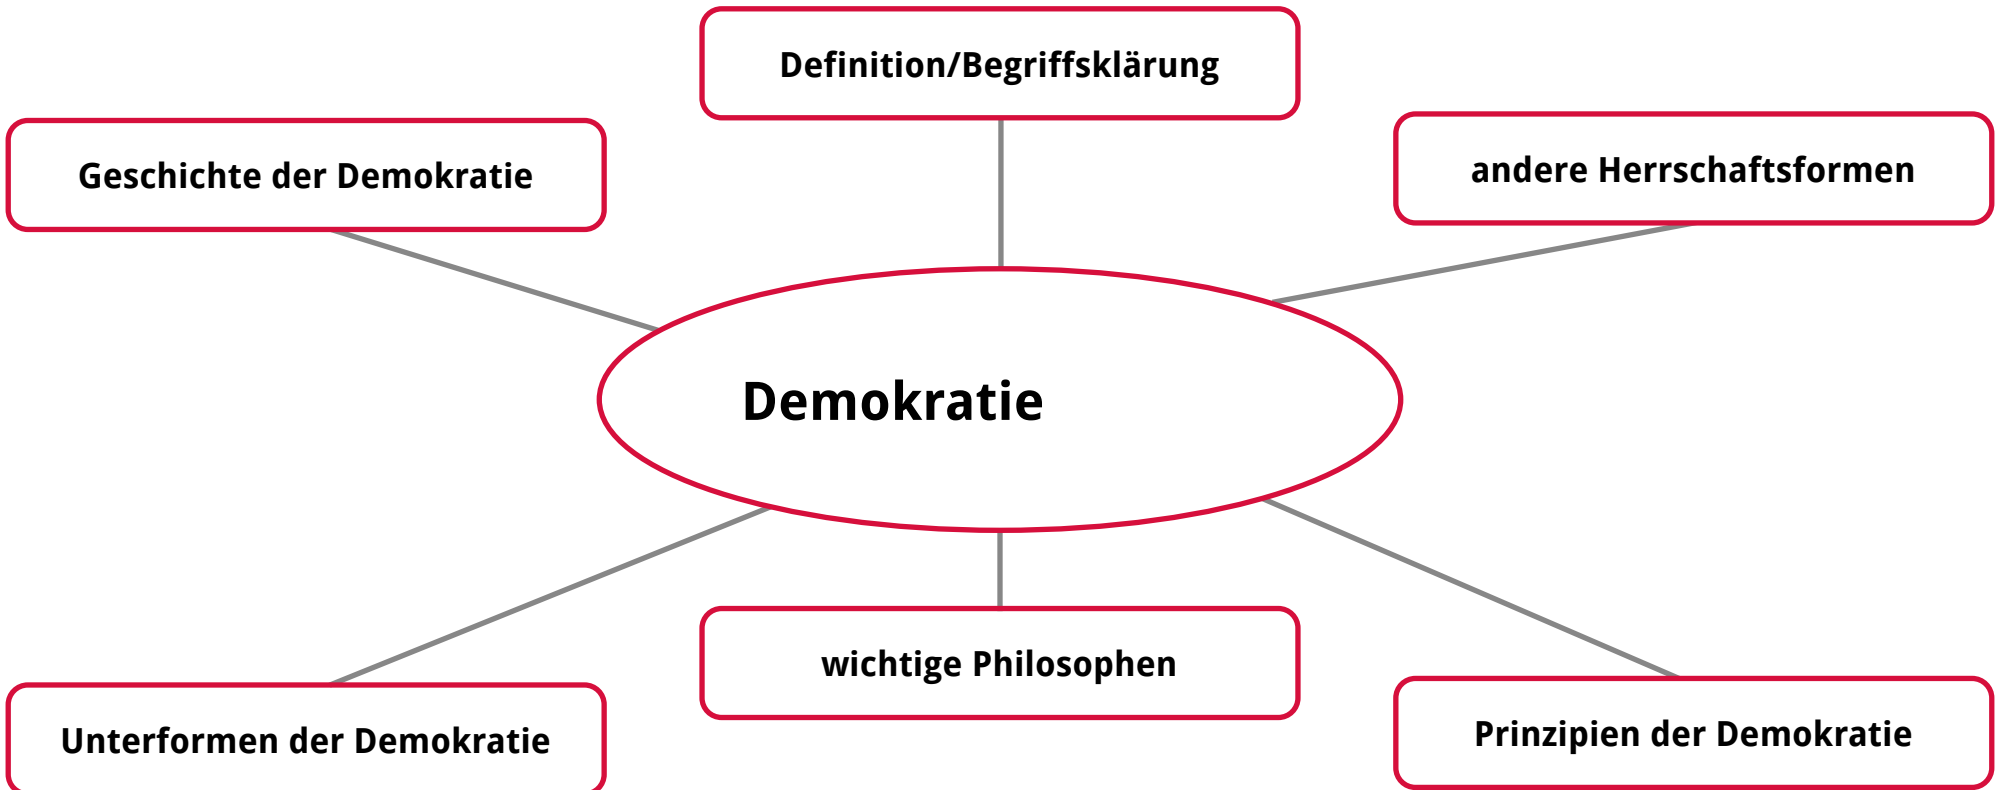 Definition/Begriffsklärung
Geschichte der Demokratie
andere Herrschaftsformen
Demokratie
wichtige Philosophen
Unterformen der Demokratie
Prinzipien der Demokratie